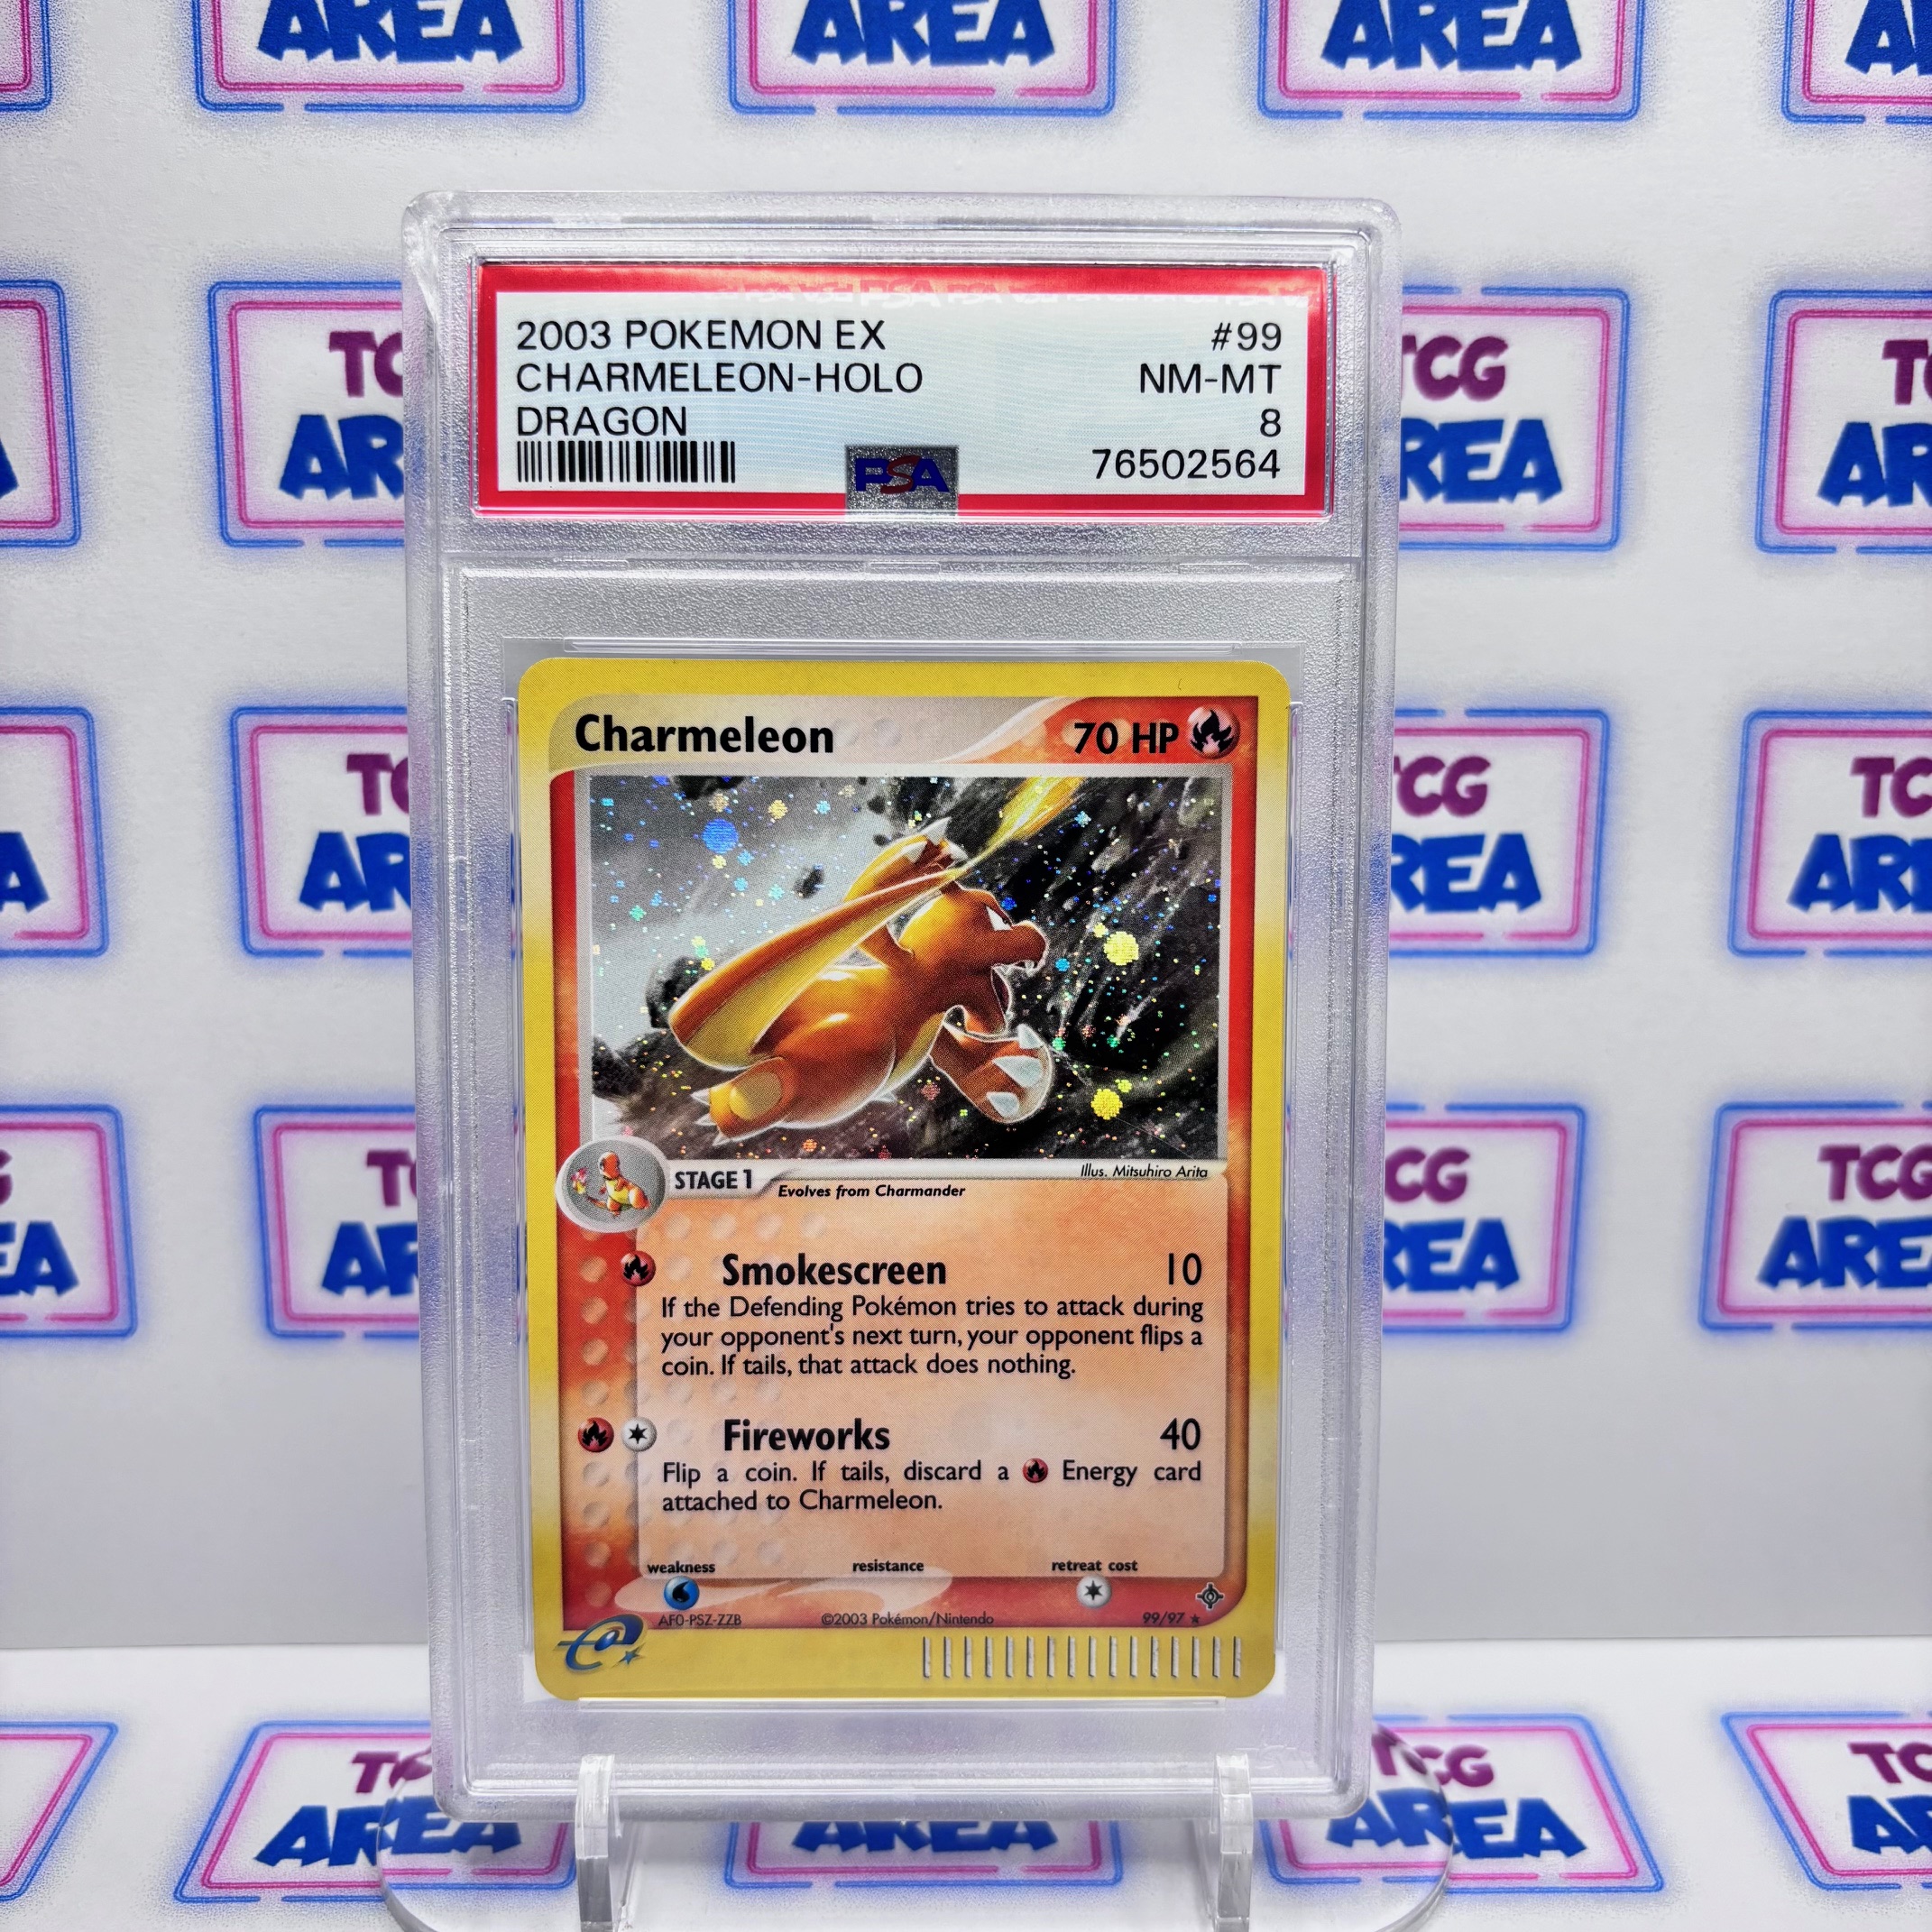 2003 POKEMON EX #99
CHARMELEON-HOLO NM-MT
DRAGON 8
76502564
PSA
Charmeleon 70 HP
STAGE 1
Evolves from Charmander
Illus. Mitsuhiro Arita
Smokescreen 10
If the Defending Pokémon tries to attack during
your opponent's next turn, your opponent flips a
coin. If tails, that attack does nothing.
Fireworks 40
Flip a coin. If tails, discard a Energy card
attached to Charmeleon.
weakness resistance retreat cost
AF0-PSZ-ZZB ©2003 Pokémon/Nintendo 99/97
e
TCG
AREA